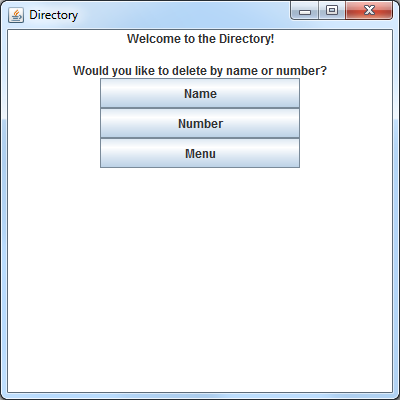 Directory
Welcome to the Directory!
Would you like to delete by name or number?
Name
Number
Menu